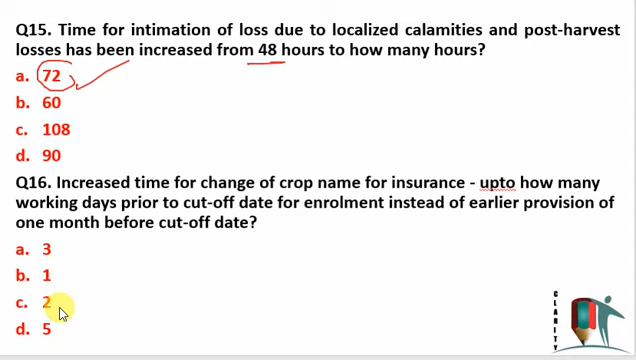 Q15. Time for intimation of loss due to localized calamities and post-harvest
losses has been increased from 48 hours to how many hours?
a. 72
b. 60
c. 108
d. 90
Q16. Increased time for change of crop name for insurance - upto how many
working days prior to cut-off date for enrolment instead of earlier provision of
one month before cut-off date?
a. 3
b. 1
c. 2
d. 5
CLARITY